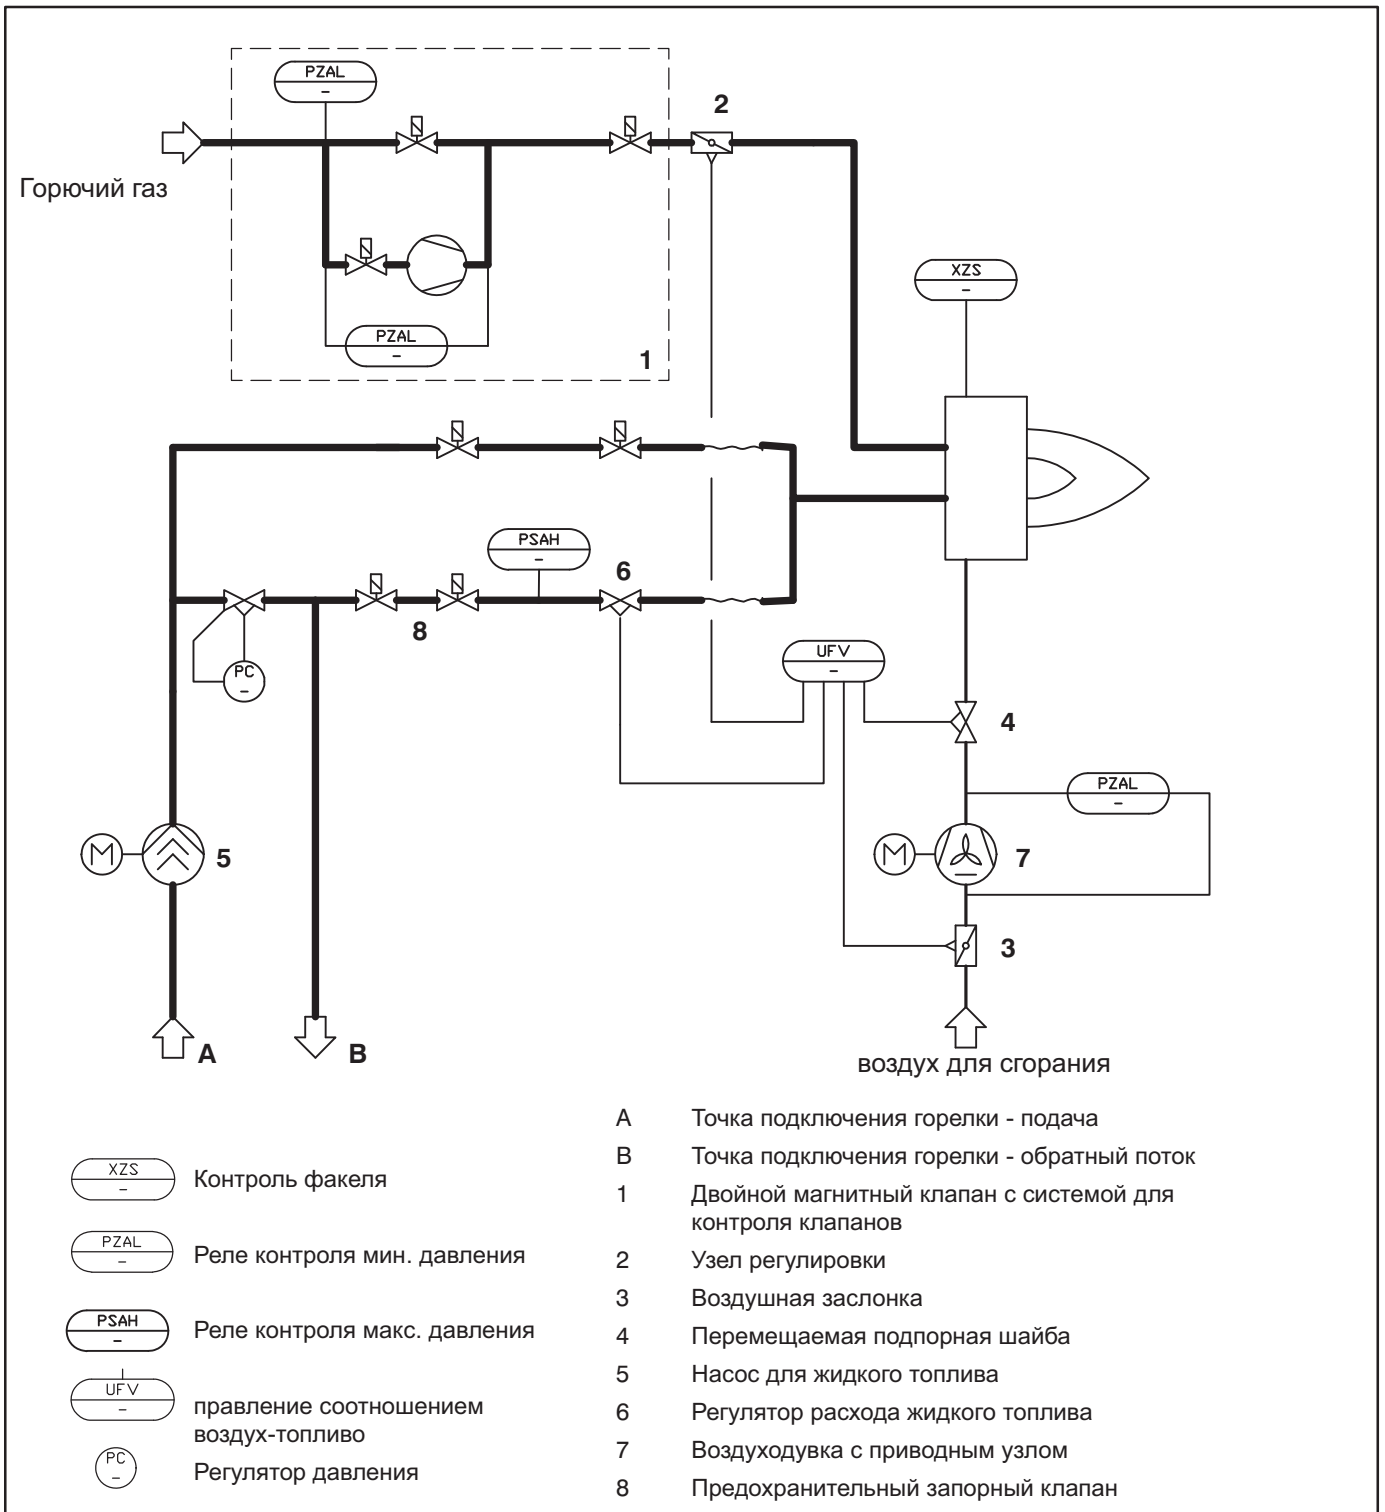 PZAL
-
2
Горючий газ
PZAL
-
1
XZS
-
PSAH
-
6
8
PC
-
UFV
-
4
PZAL
-
M
5
M
7
3
A
B
воздух для сгорания
XZS
-
Контроль факеля
PZAL
-
Реле контроля мин. давления
PSAH
-
Реле контроля макс. давления
UFV
-
правление соотношением
воздух-топливо
PC
-
Регулятор давления
A Точка подключения горелки - подача
B Точка подключения горелки - обратный поток
1 Двойной магнитный клапан с системой для
контроля клапанов
2 Узел регулировки
3 Воздушная заслонка
4 Перемещаемая подпорная шайба
5 Насос для жидкого топлива
6 Регулятор расхода жидкого топлива
7 Воздуходувка с приводным узлом
8 Предохранительный запорный клапан